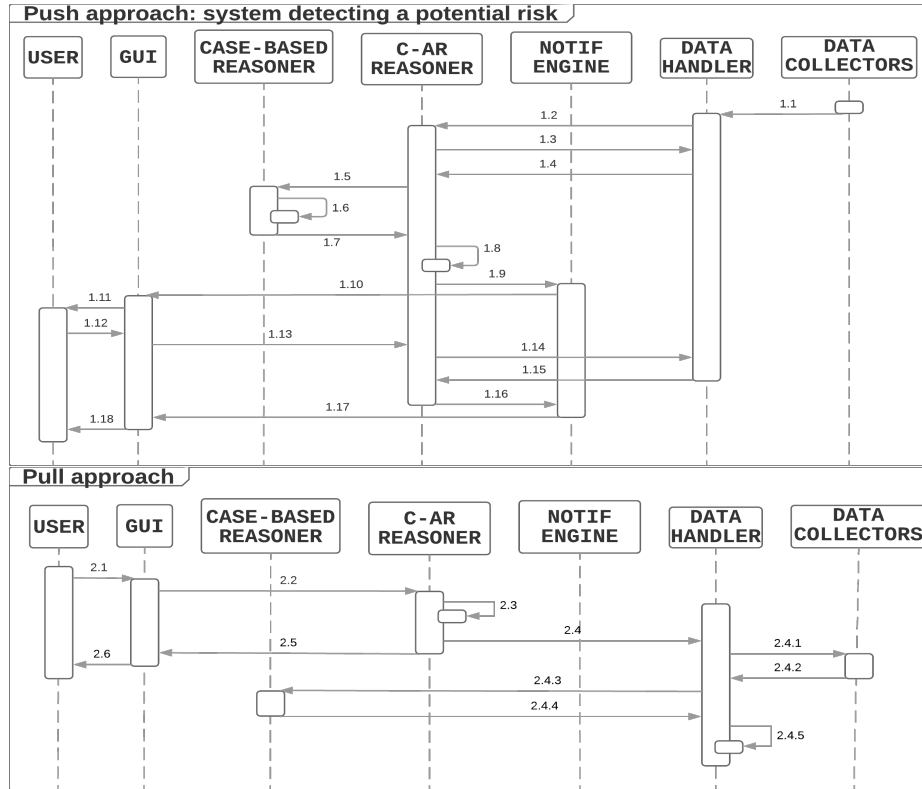 Push approach: system detecting a potential risk
USER
GUI
CASE-BASED
REASONER
C-AR
REASONER
NOTIF
ENGINE
DATA
HANDLER
DATA
COLLECTORS
1.1
1.2
1.3
1.4
1.5
1.6
1.7
1.8
1.9
1.10
1.11
1.12
1.13
1.14
1.15
1.16
1.17
1.18
Pull approach
USER
GUI
CASE-BASED
REASONER
C-AR
REASONER
NOTIF
ENGINE
DATA
HANDLER
DATA
COLLECTORS
2.1
2.2
2.3
2.4
2.4.1
2.5
2.6
2.4.2
2.4.3
2.4.4
2.4.5